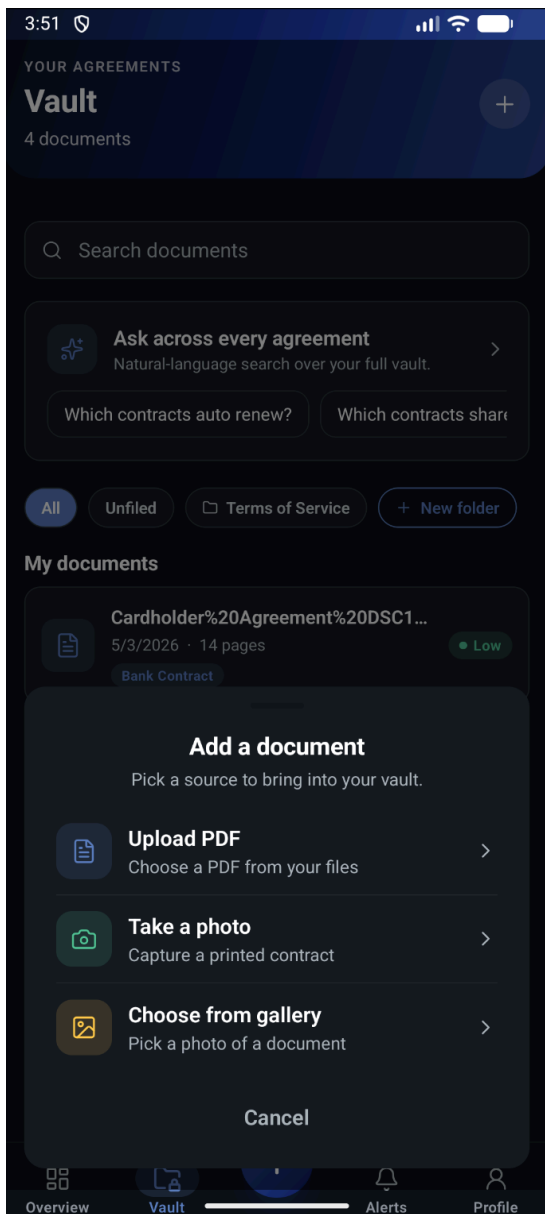 3:51
YOUR AGREEMENTS
Vault
4 documents
Search documents
Ask across every agreement
Natural-language search over your full vault.
Which contracts auto renew?
Which contracts share
All
Unfiled
Terms of Service
+ New folder
My documents
Cardholder%20Agreement%20DSC1...
5/3/2026 · 14 pages
Low
Bank Contract
Add a document
Pick a source to bring into your vault.
Upload PDF
Choose a PDF from your files
Take a photo
Capture a printed contract
Choose from gallery
Pick a photo of a document
Cancel
Overview
Vault
Alerts
Profile